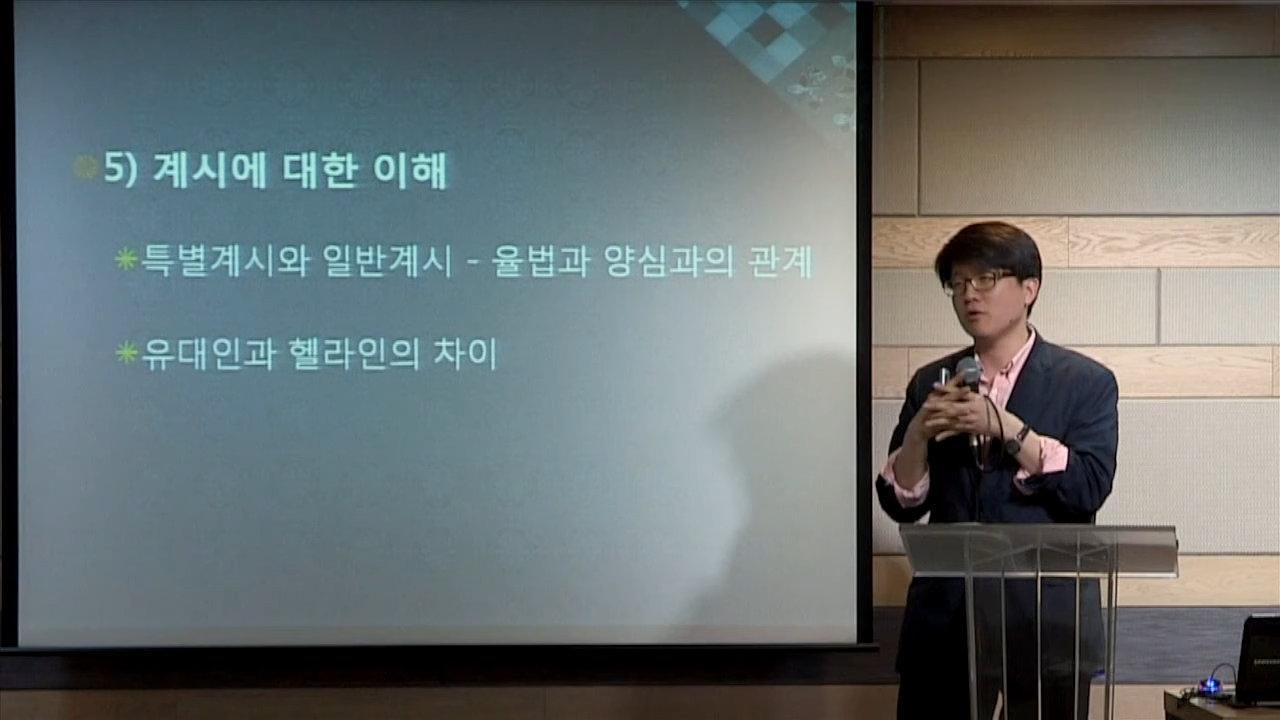 5) 계시에 대한 이해
특별계시와 일반계시 - 율법과 양심과의 관계
유대인과 헬라인의 차이